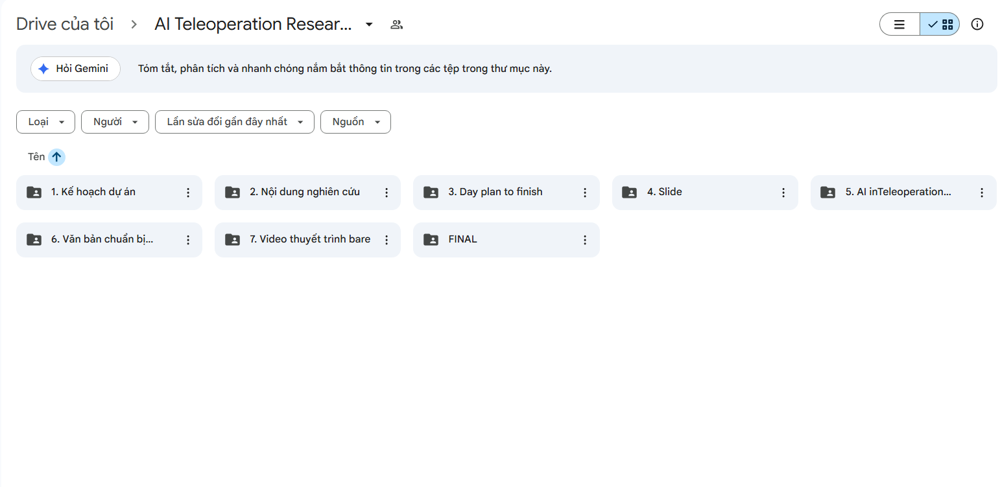 Drive của tôi > AI Teleoperation Resear...
Hỏi Gemini Tóm tắt, phân tích và nhanh chóng nắm bắt thông tin trong các tệp trong thư mục này.
Loại Người Lần sửa đổi gần đây nhất Nguồn
Tên
1. Kế hoạch dự án 2. Nội dung nghiên cứu 3. Day plan to finish 4. Slide 5. AI inTeleoperation...
6. Văn bản chuẩn bị... 7. Video thuyết trình bare FINAL